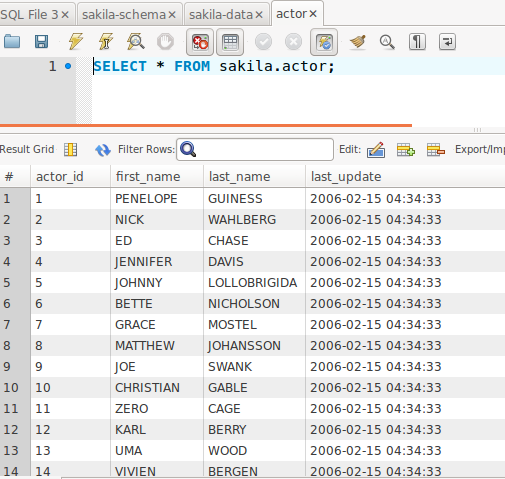 SQL File 3 sakila-schema sakila-data actor
1 SELECT * FROM sakila.actor;
Result Grid Filter Rows: Edit: Export/Imp
# actor_id first_name last_name last_update
1 1 PENELOPE GUINESS 2006-02-15 04:34:33
2 2 NICK WAHLBERG 2006-02-15 04:34:33
3 3 ED CHASE 2006-02-15 04:34:33
4 4 JENNIFER DAVIS 2006-02-15 04:34:33
5 5 JOHNNY LOLLOBRIGIDA 2006-02-15 04:34:33
6 6 BETTE NICHOLSON 2006-02-15 04:34:33
7 7 GRACE MOSTEL 2006-02-15 04:34:33
8 8 MATTHEW JOHANSSON 2006-02-15 04:34:33
9 9 JOE SWANK 2006-02-15 04:34:33
10 10 CHRISTIAN GABLE 2006-02-15 04:34:33
11 11 ZERO CAGE 2006-02-15 04:34:33
12 12 KARL BERRY 2006-02-15 04:34:33
13 13 UMA WOOD 2006-02-15 04:34:33
14 14 VIVIEN BERGEN 2006-02-15 04:34:33